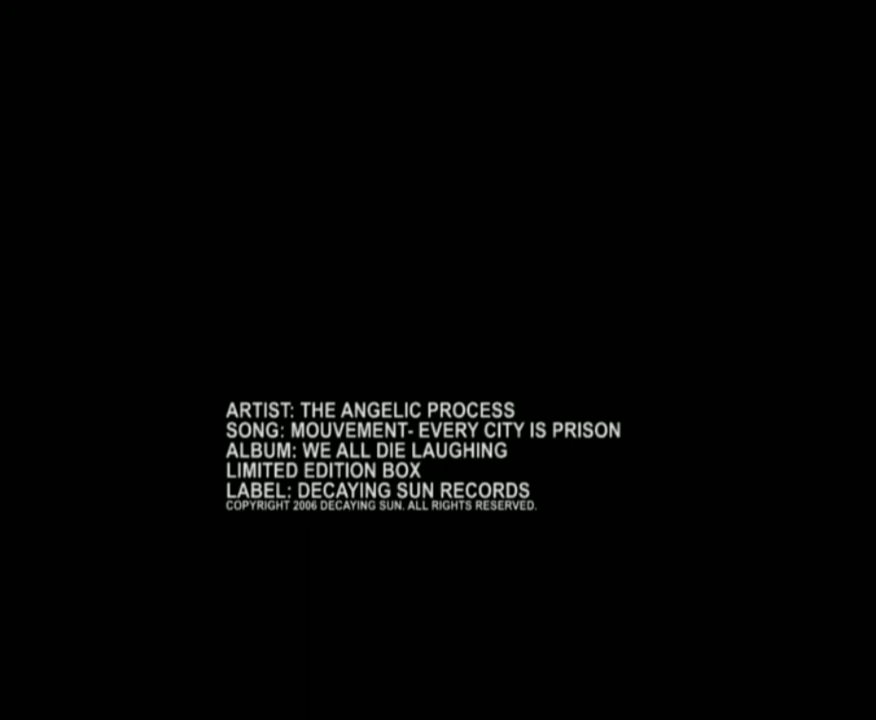 ARTIST: THE ANGELIC PROCESS
SONG: MOUVEMENT- EVERY CITY IS PRISON
ALBUM: WE ALL DIE LAUGHING
LIMITED EDITION BOX
LABEL: DECAYING SUN RECORDS
COPYRIGHT 2006 DECAYING SUN. ALL RIGHTS RESERVED.